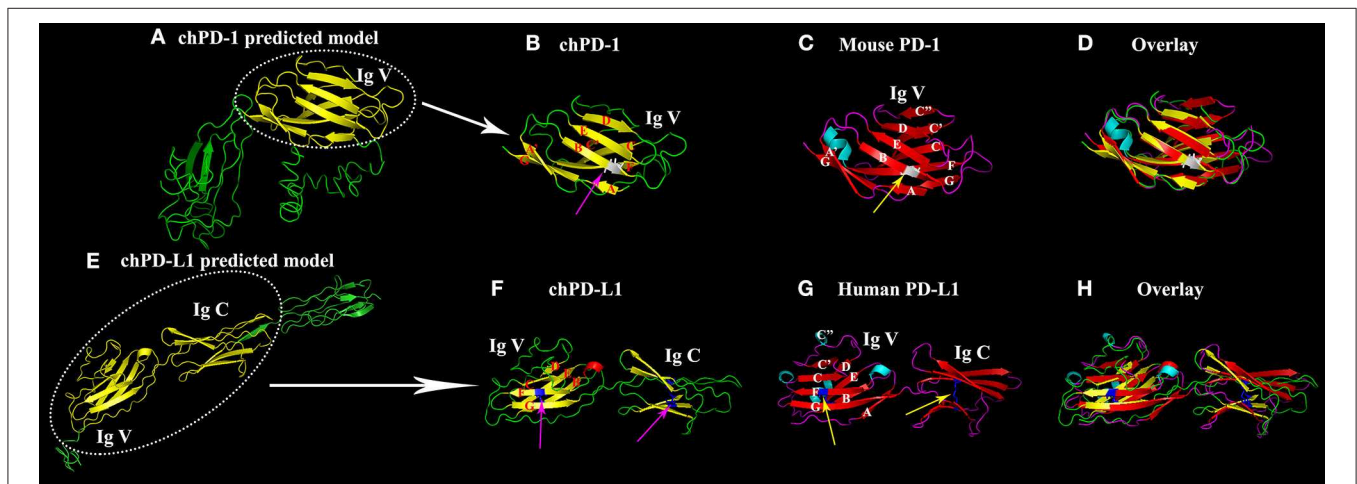 A chPD-1 predicted model
Ig V
B chPD-1
Ig V
D
E
B
C
A
C Mouse PD-1
Ig V
C”
D
C'
E
C
B
F
A'
G
G
A
D Overlay
E chPD-L1 predicted model
Ig C
Ig V
F chPD-L1
Ig V
Ig C
D
E
B
F
G
G Human PD-L1
C”
Ig V
Ig C
C'
D
C
E
F
B
G
A
H Overlay